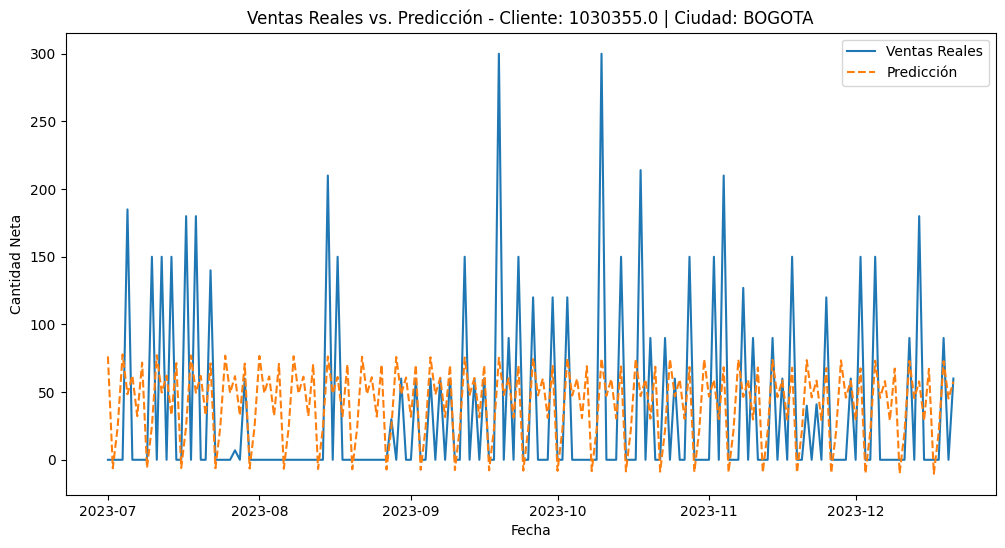 Ventas Reales vs. Predicción - Cliente: 1030355.0 | Ciudad: BOGOTA
Ventas Reales
Predicción
Cantidad Neta
300
250
200
150
100
50
0
2023-07
2023-08
2023-09
2023-10
2023-11
2023-12
Fecha